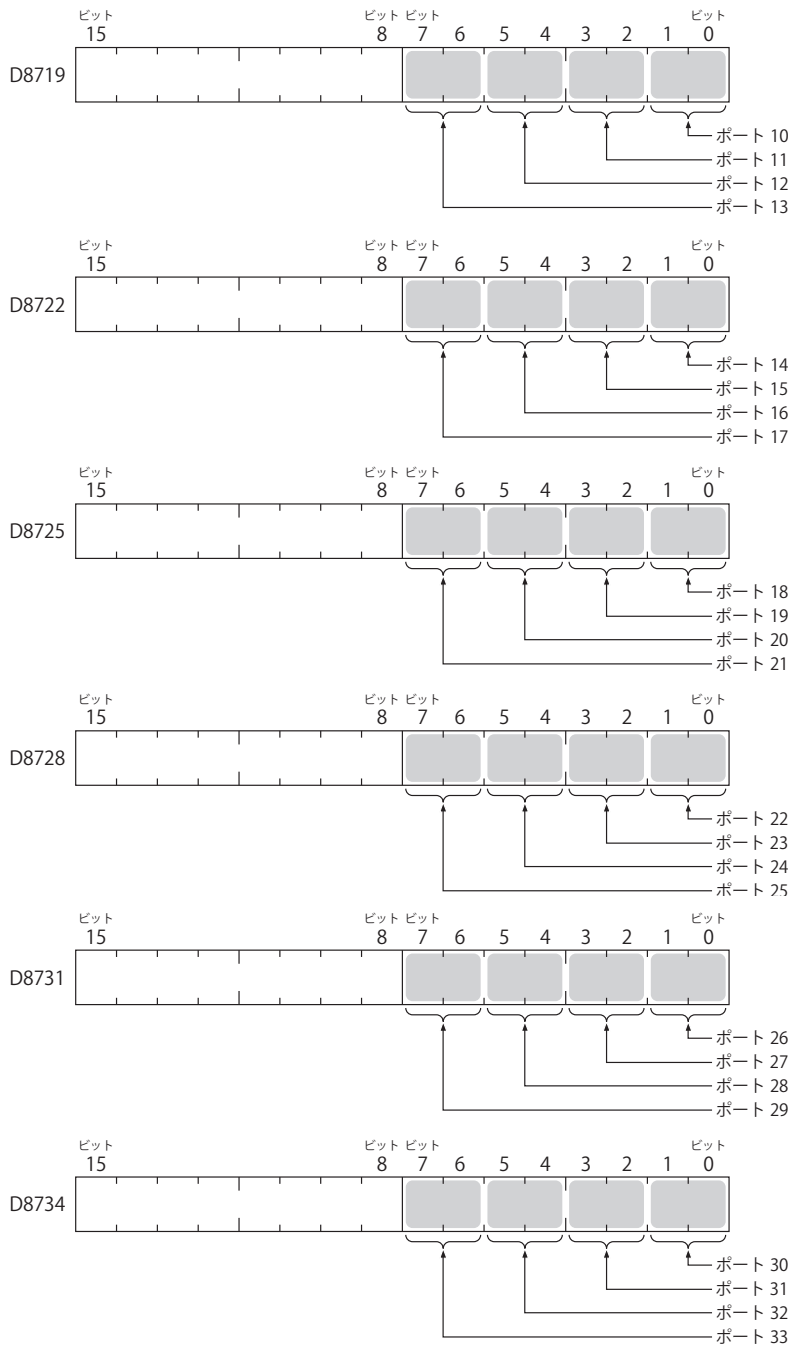 ビット ビット ビット ビット
15 8 7 6 5 4 3 2 1 0
D8719
ポート 10
ポート 11
ポート 12
ポート 13
ビット ビット ビット ビット
15 8 7 6 5 4 3 2 1 0
D8722
ポート 14
ポート 15
ポート 16
ポート 17
ビット ビット ビット ビット
15 8 7 6 5 4 3 2 1 0
D8725
ポート 18
ポート 19
ポート 20
ポート 21
ビット ビット ビット ビット
15 8 7 6 5 4 3 2 1 0
D8728
ポート 22
ポート 23
ポート 24
ポート 25
ビット ビット ビット ビット
15 8 7 6 5 4 3 2 1 0
D8731
ポート 26
ポート 27
ポート 28
ポート 29
ビット ビット ビット ビット
15 8 7 6 5 4 3 2 1 0
D8734
ポート 30
ポート 31
ポート 32
ポート 33